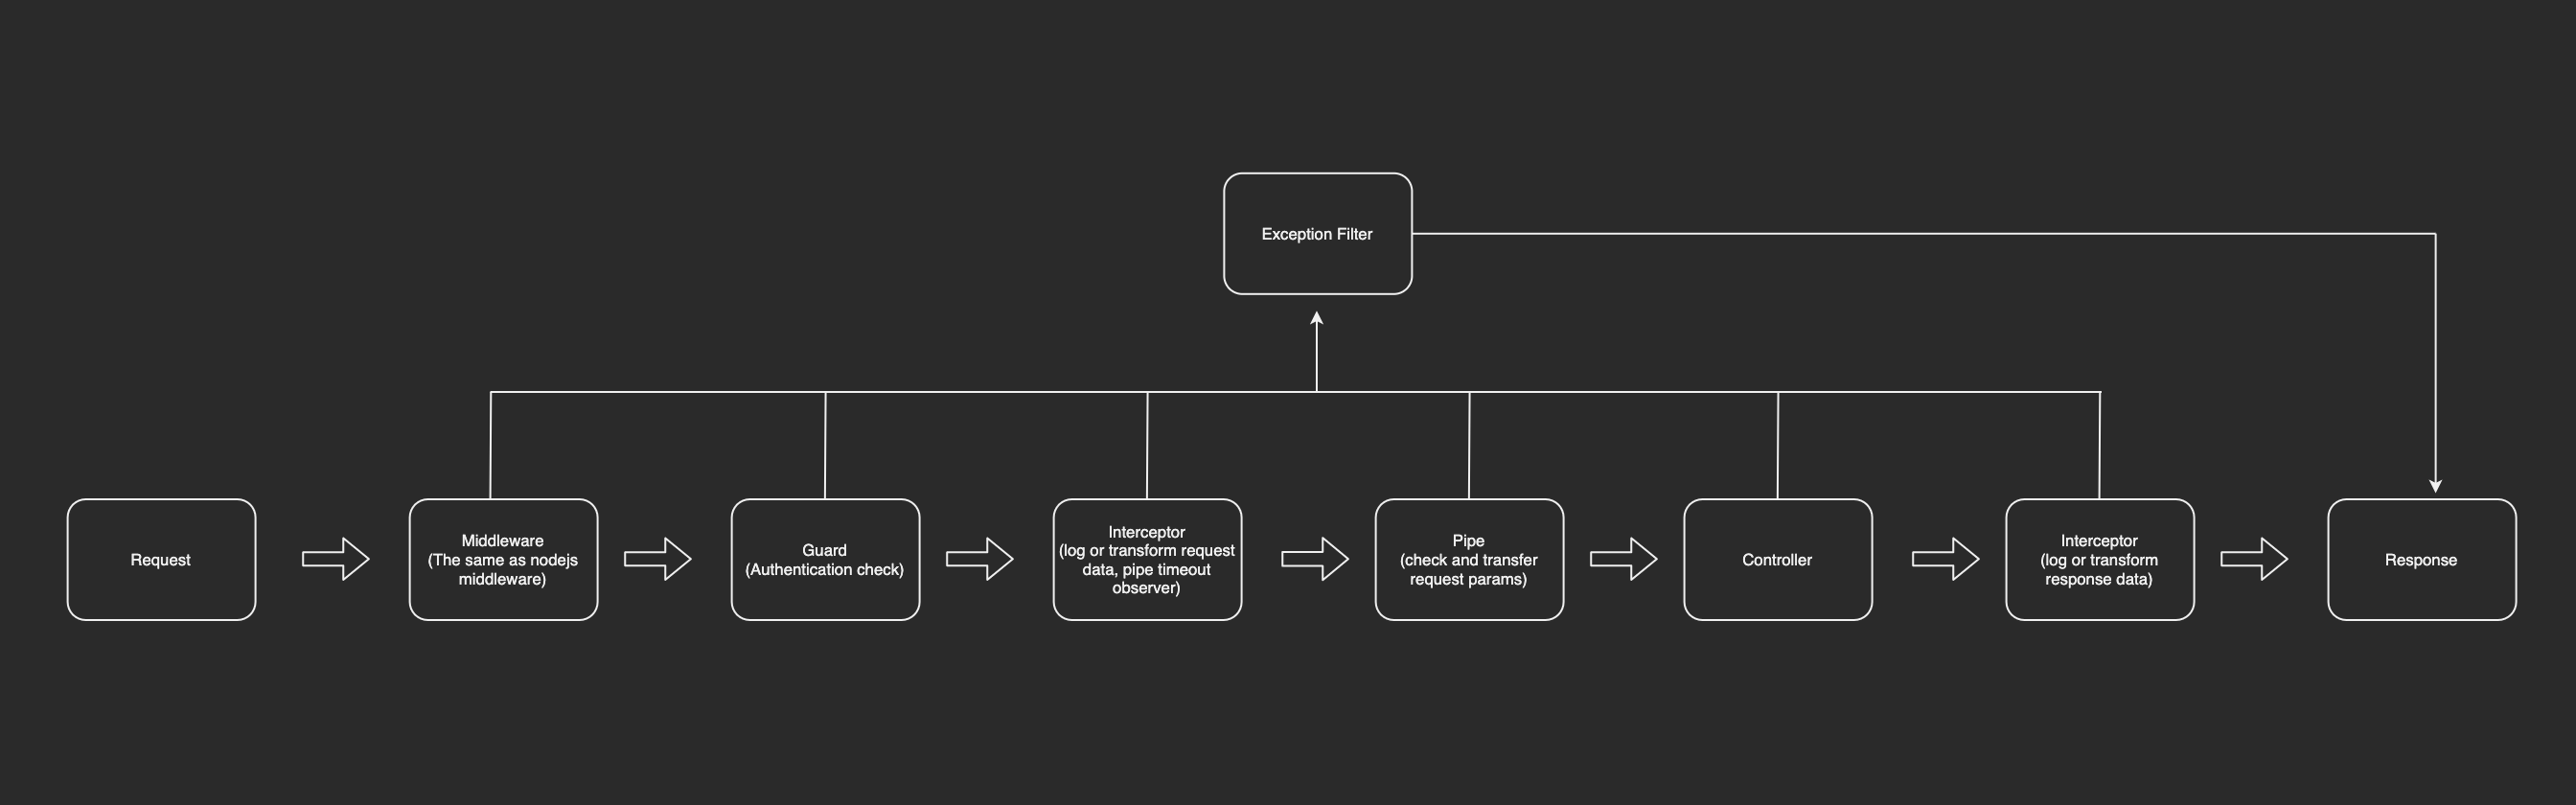 Exception Filter
Request
Middleware
(The same as nodejs
middleware)
Guard
(Authentication check)
Interceptor
(log or transform request
data, pipe timeout
observer)
Pipe
(check and transfer
request params)
Controller
Interceptor
(log or transform
response data)
Response